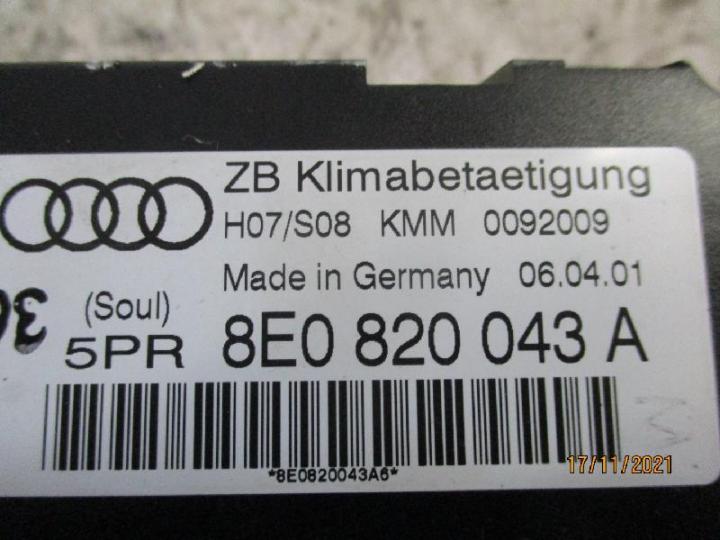 ZB Klimabetaetigung
H07/S08 KMM 0092009
Made in Germany 06.04.01
(Soul)
5PR 8E0 820 043 A
*8E0820043A6*
17/11/2021